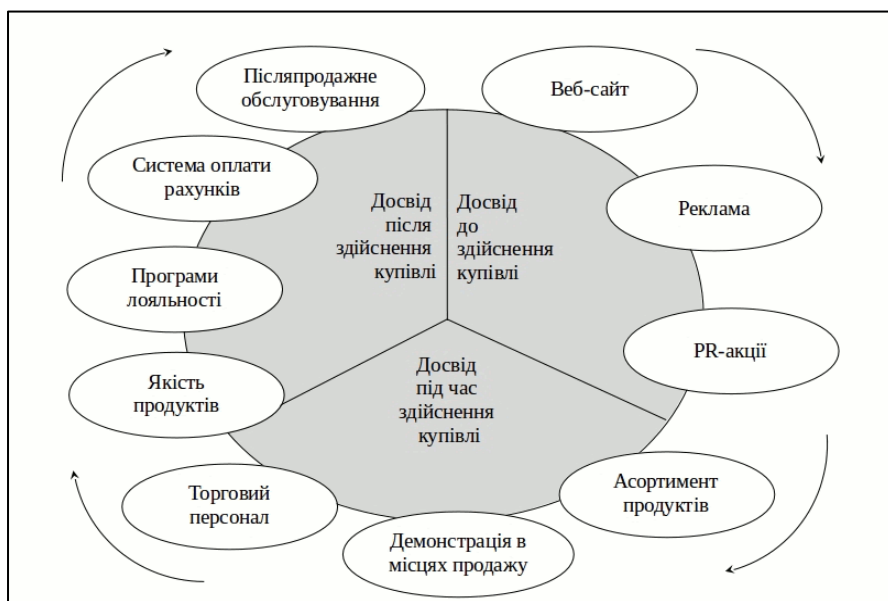 Післяпродажне
обслуговування
Веб-сайт
Система оплати
рахунків
Реклама
Досвід
після
здійснення
купівлі
Досвід
до
здійснення
купівлі
Програми
лояльності
PR-акції
Якість
продуктів
Досвід
під час
здійснення
купівлі
Торговий
персонал
Асортимент
продуктів
Демонстрація в
місцях продажу